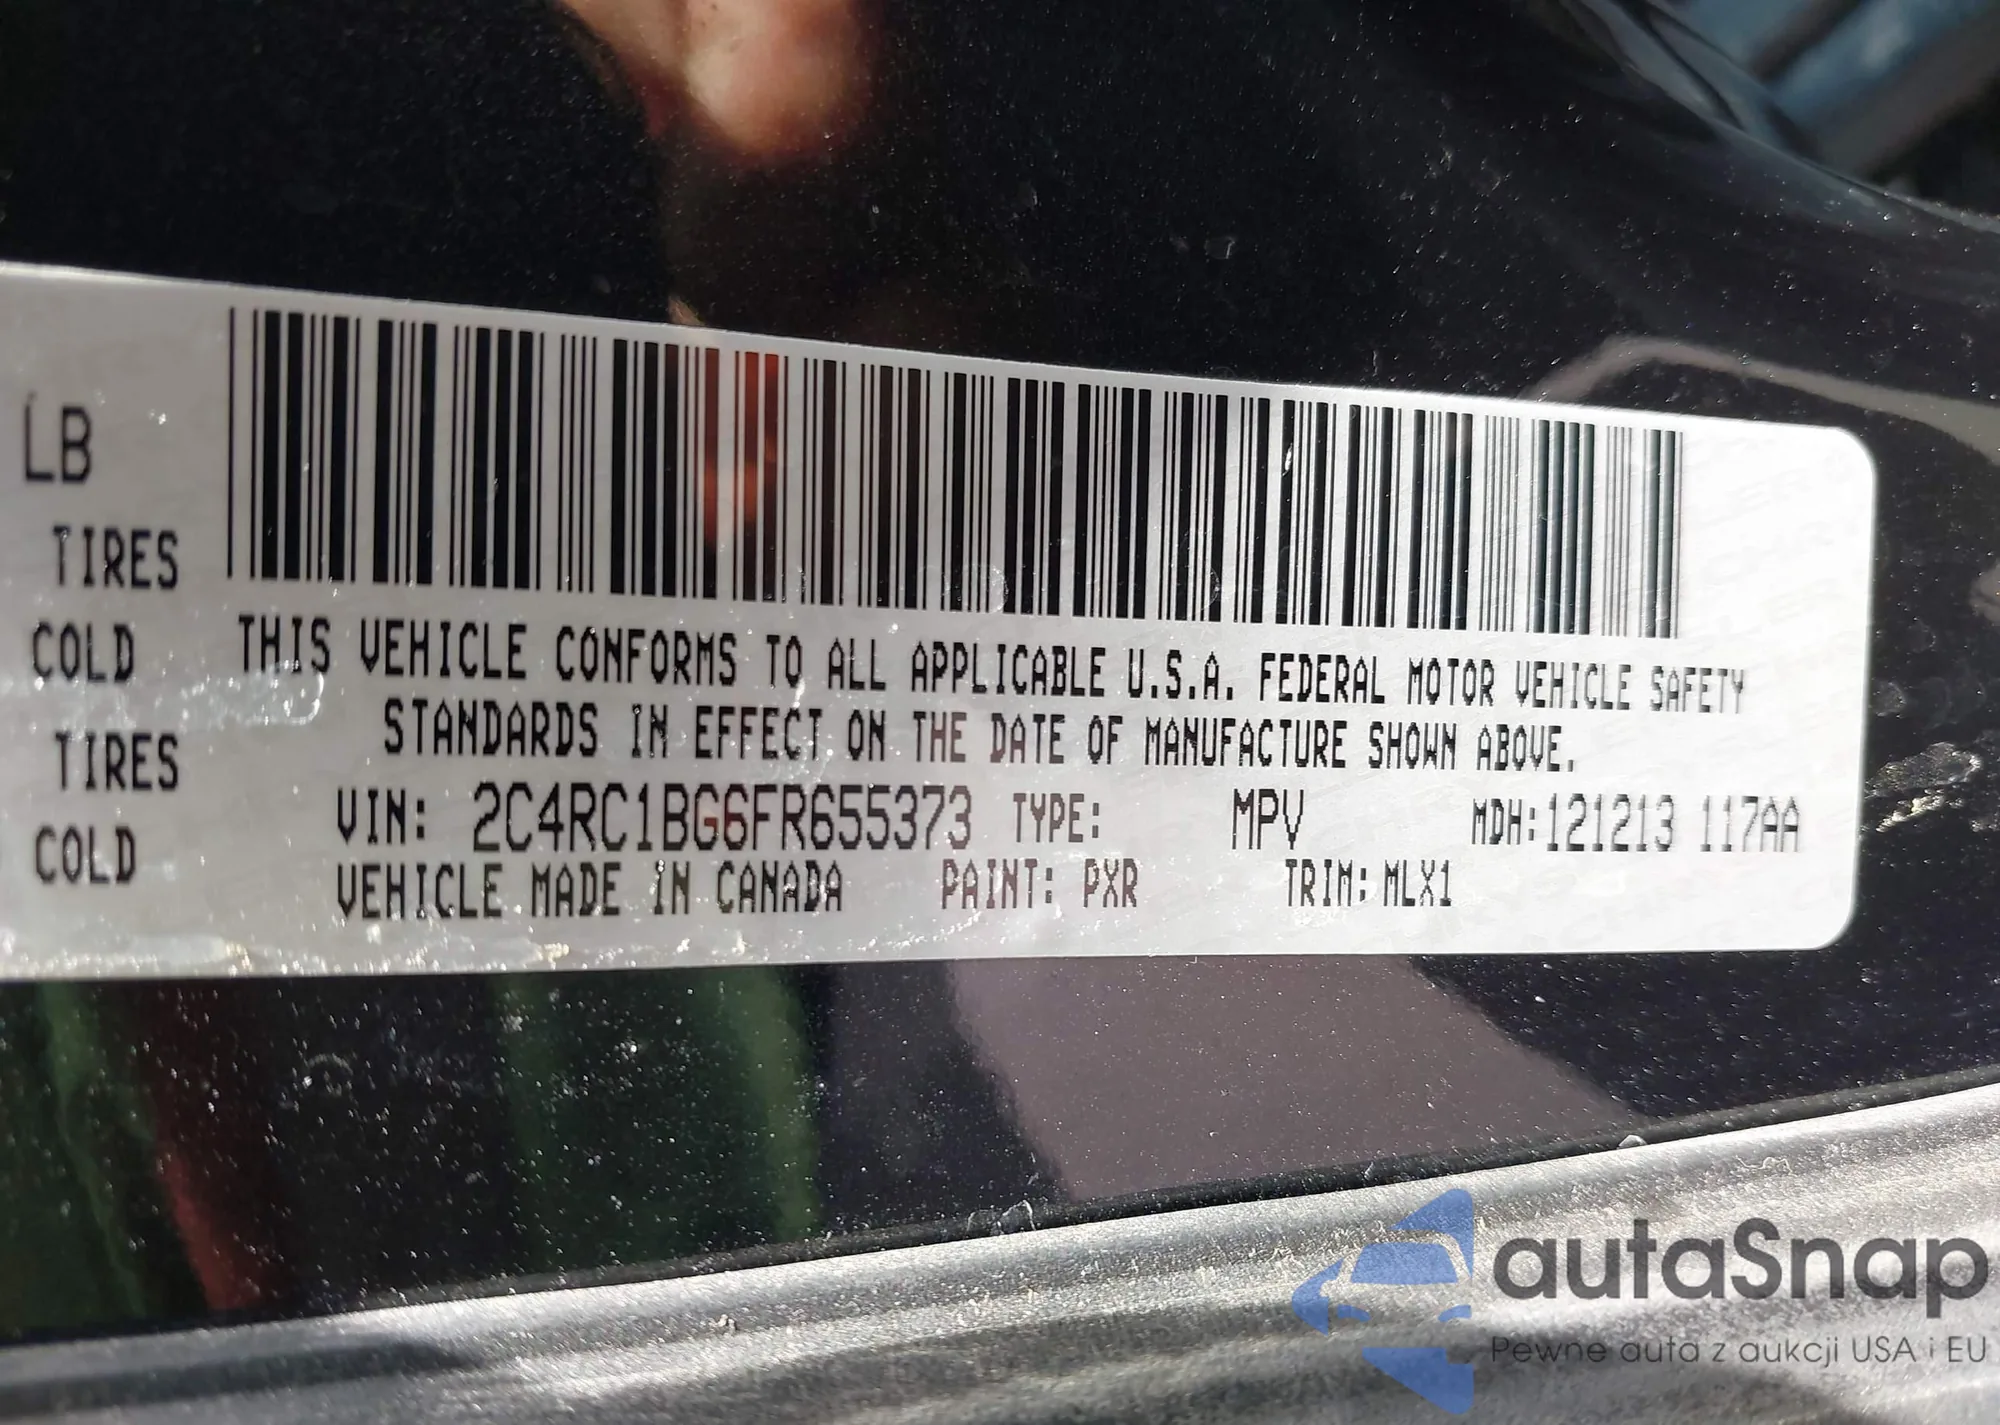 LB
TIRES
COLD
TIRES
COLD
THIS VEHICLE CONFORMS TO ALL APPLICABLE U.S.A. FEDERAL MOTOR VEHICLE SAFETY
STANDARDS IN EFFECT ON THE DATE OF MANUFACTURE SHOWN ABOVE.
VIN: 2C4RC1BG6FR655373 TYPE: MPV MDH:121213 117AA
VEHICLE MADE IN CANADA PAINT: PXR TRIM: MLX1
autaSnap
Pewne auta z aukcji USA i EU